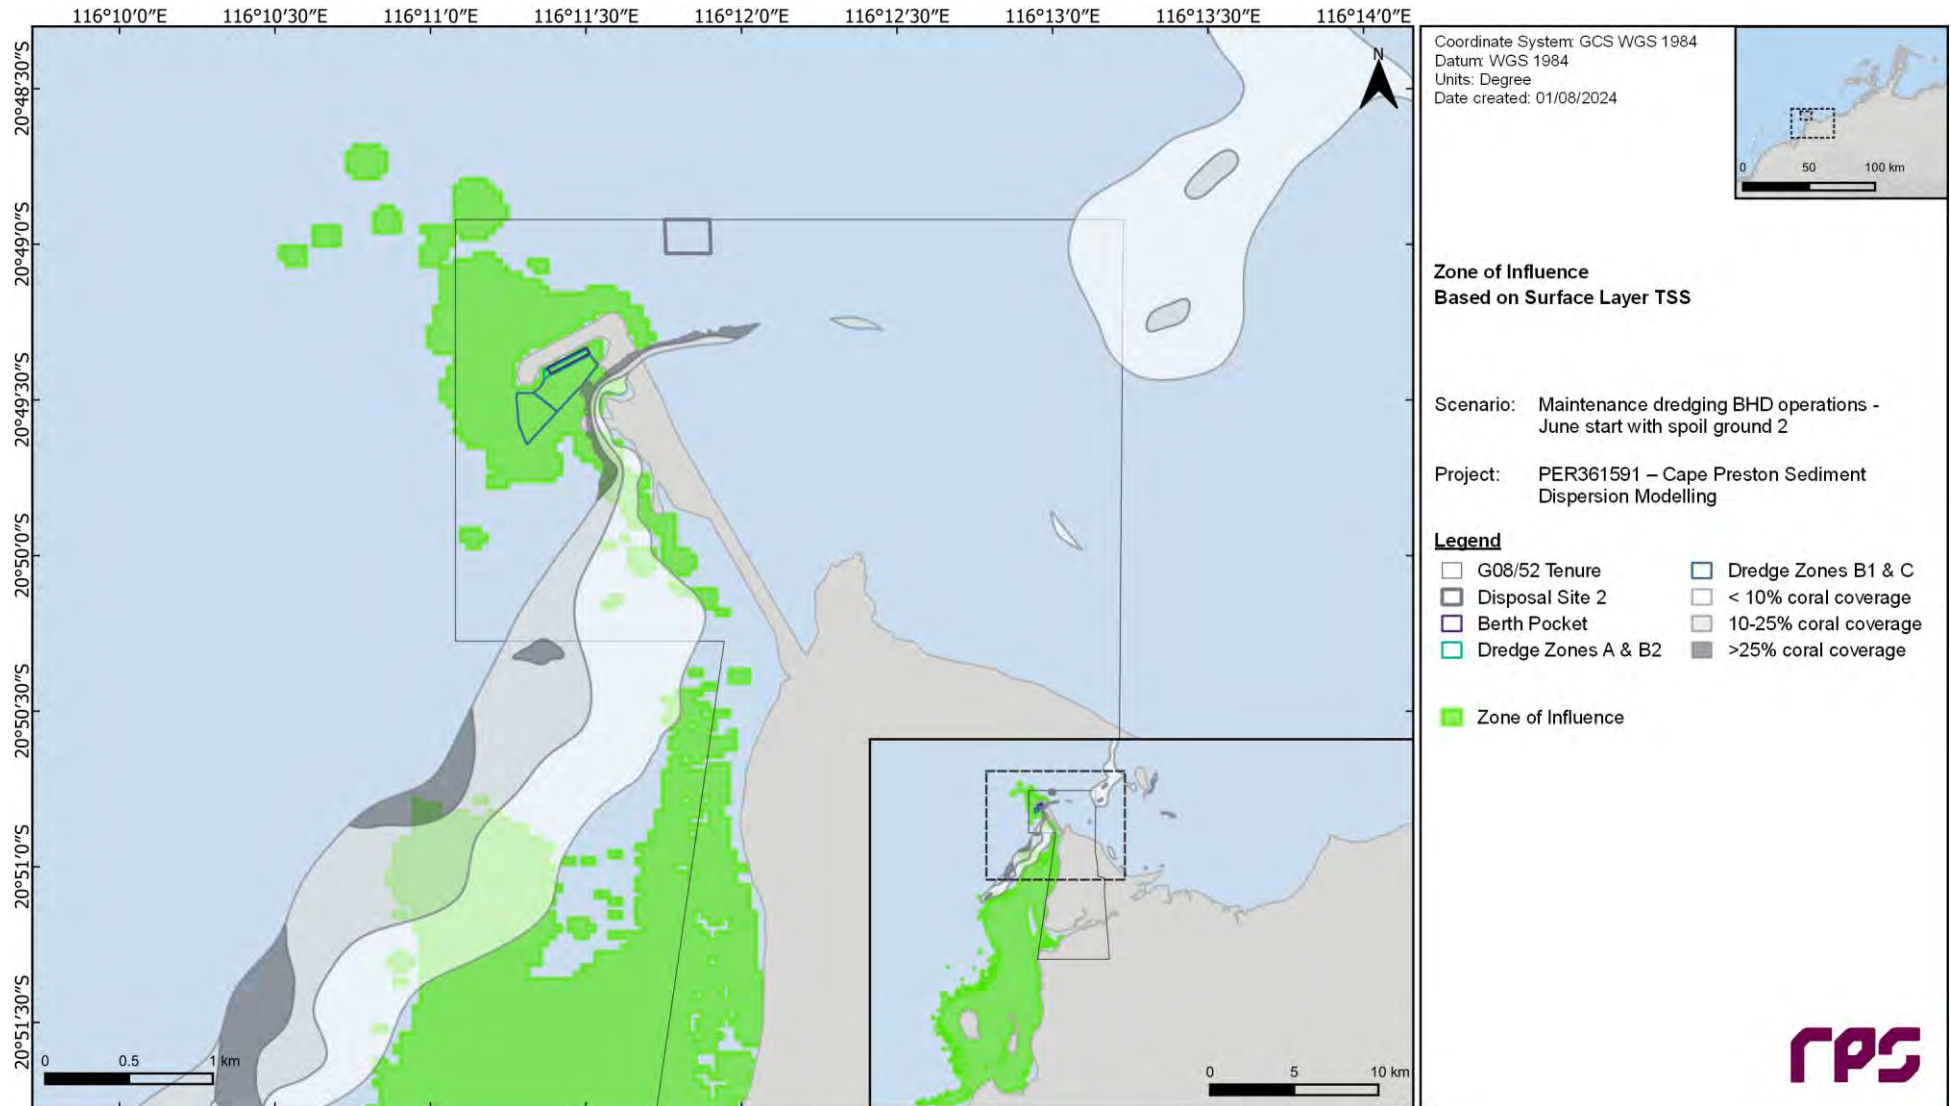 116°10′0″E 116°10′30″E 116°11′0″E 116°11′30″E 116°12′0″E 116°12′30″E 116°13′0″E 116°13′30″E 116°14′0″E
20°48′30″S
20°49′0″S
20°49′30″S
20°50′0″S
20°50′30″S
20°51′0″S
20°51′30″S
N
0 0.5 1 km
0 5 10 km
Coordinate System: GCS WGS 1984
Datum: WGS 1984
Units: Degree
Date created: 01/08/2024
0 50 100 km
Zone of Influence
Based on Surface Layer TSS
Scenario: Maintenance dredging BHD operations -
June start with spoil ground 2
Project: PER361591 – Cape Preston Sediment
Dispersion Modelling
Legend
G08/52 Tenure
Disposal Site 2
Berth Pocket
Dredge Zones A & B2
Dredge Zones B1 & C
< 10% coral coverage
10-25% coral coverage
>25% coral coverage
Zone of Influence
rps